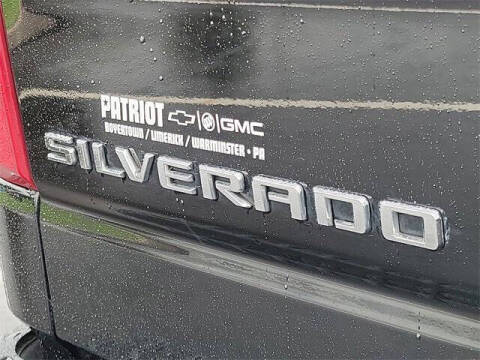 PATRIOT GMC
BOYERTOWN / LIMERICK / WARMINSTER • PA
SILVERADO